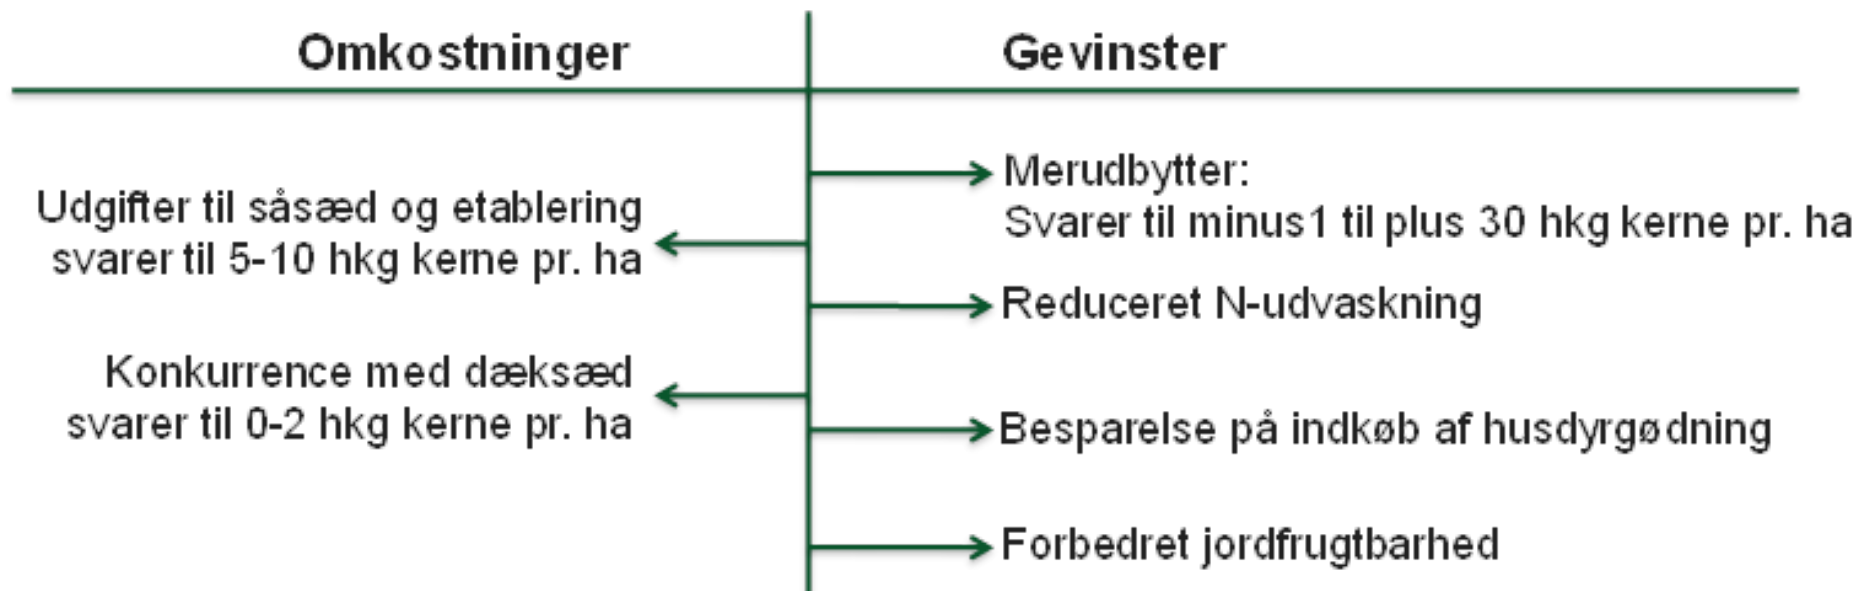 Omkostninger
Udgifter til såsæd og etablering
svarer til 5-10 hkg kerne pr. ha
Konkurrence med dæksæd
svarer til 0-2 hkg kerne pr. ha
Gevinster
Merudbytter:
Svarer til minus1 til plus 30 hkg kerne pr. ha
Reduceret N-udvaskning
Besparelse på indkøb af husdyrgødning
Forbedret jordfrugtbarhed